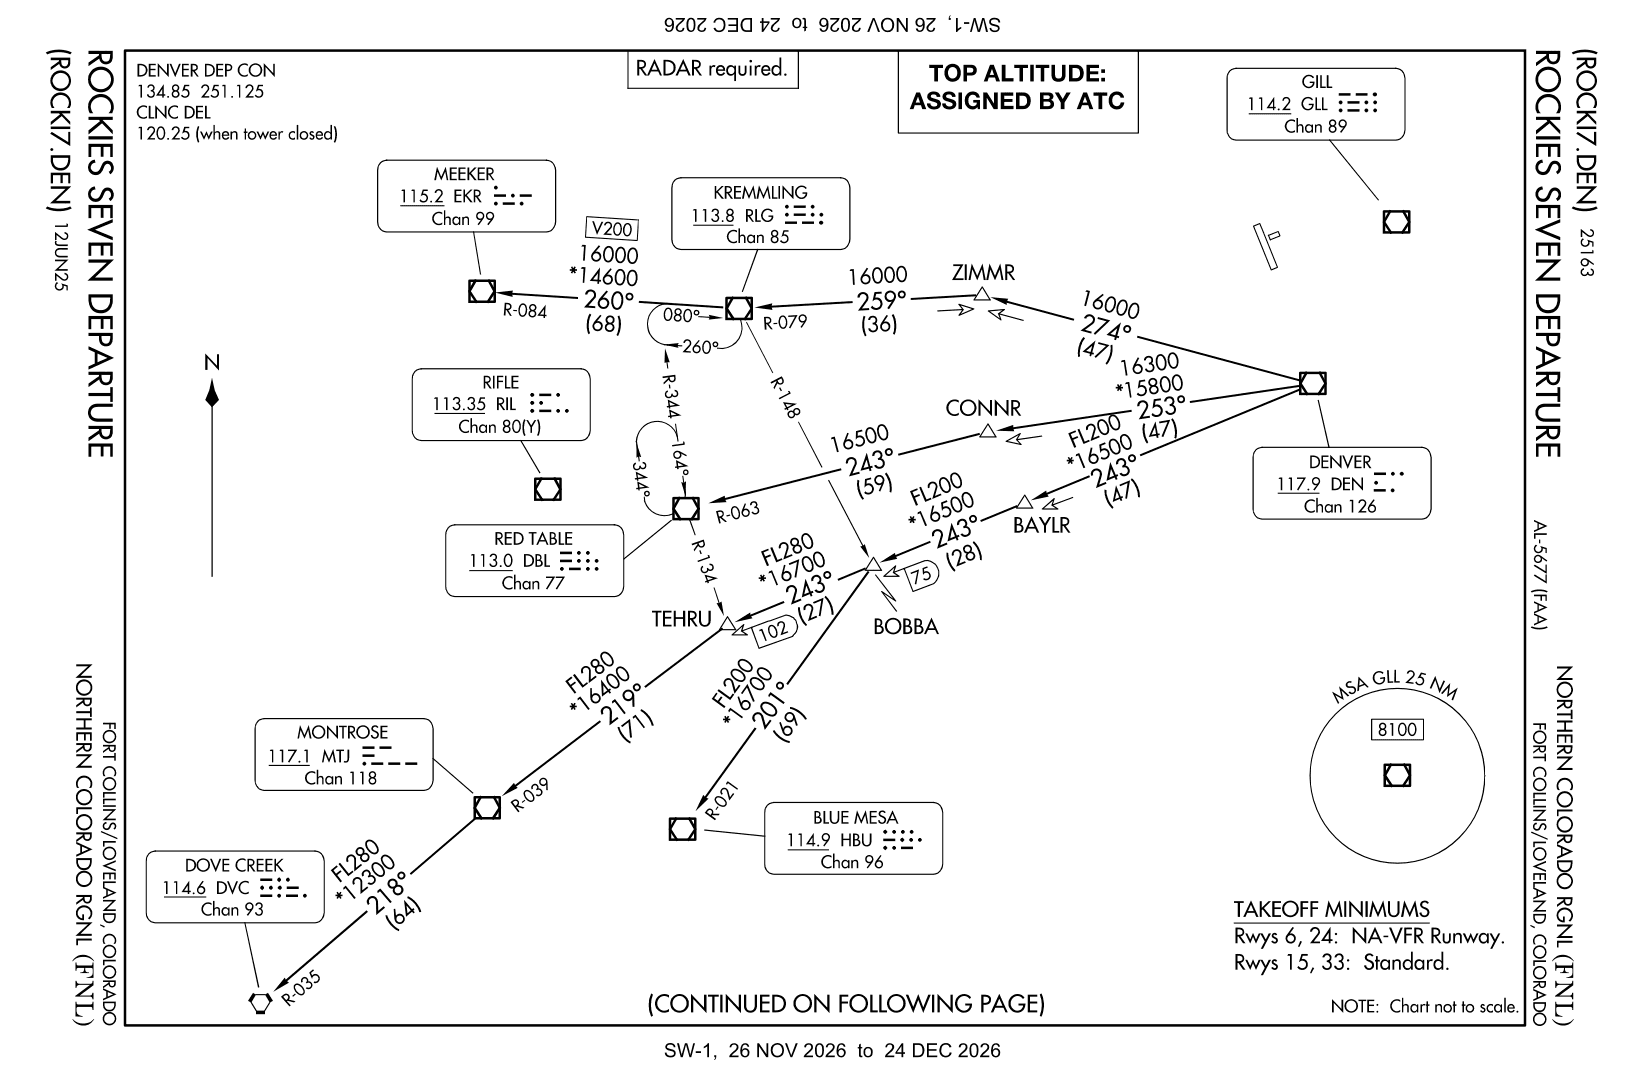 SW-1, 26 NOV 2026 to 24 DEC 2026
(ROCKI7.DEN) 12JUN25
ROCKIES SEVEN DEPARTURE
DENVER DEP CON
134.85 251.125
CLNC DEL
120.25 (when tower closed)
RADAR required.
TOP ALTITUDE:
ASSIGNED BY ATC
GILL
114.2 GLL
Chan 89
(ROCKI7.DEN) 25163
ROCKIES SEVEN DEPARTURE
MEEKER
115.2 EKR
Chan 99
KREMMLING
113.8 RLG
Chan 85
V200
16000
*14600
260°
(68)
R-084
080°
260°
R-079
16000
259°
(36)
ZIMMR
16000
274°
(47)
N
RIFLE
113.35 RIL
Chan 80(Y)
R-344
R-148
16300
*15800
253°
(47)
CONNR
16500
243°
(59)
R-063
344°
164°
FL200
*16500
243°
(47)
BAYLR
DENVER
117.9 DEN
Chan 126
RED TABLE
113.0 DBL
Chan 77
R-134
FL200
*16500
243°
(28)
75
BOBBA
FL280
*16700
243°
(27)
102
TEHRU
AL-5677 (FAA)
FL280
*16400
219°
(71)
FL200
*16700
201°
(69)
MSA GLL 25 NM
8100
MONTROSE
117.1 MTJ
Chan 118
R-039
R-021
BLUE MESA
114.9 HBU
Chan 96
DOVE CREEK
114.6 DVC
Chan 93
FL280
*12300
218°
(64)
R-035
TAKEOFF MINIMUMS
Rwys 6, 24: NA-VFR Runway.
Rwys 15, 33: Standard.
(CONTINUED ON FOLLOWING PAGE)
NOTE: Chart not to scale.
FORT COLLINS/LOVELAND, COLORADO
NORTHERN COLORADO RGNL (FNL)
NORTHERN COLORADO RGNL (FNL)
FORT COLLINS/LOVELAND, COLORADO
SW-1, 26 NOV 2026 to 24 DEC 2026